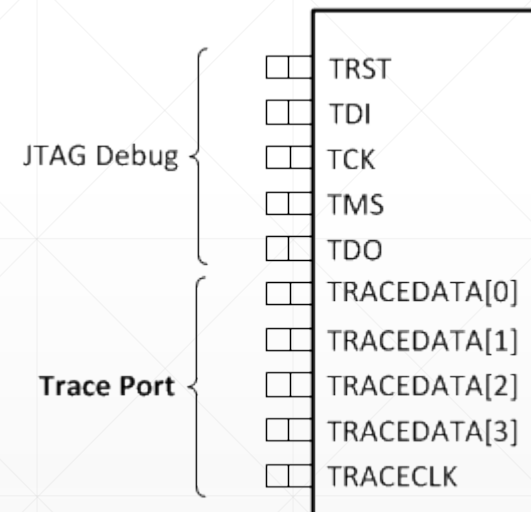 TRST
TDI
JTAG Debug
TCK
TMS
TDO
TRACEDATA[0]
TRACEDATA[1]
Trace Port
TRACEDATA[2]
TRACEDATA[3]
TRACECLK